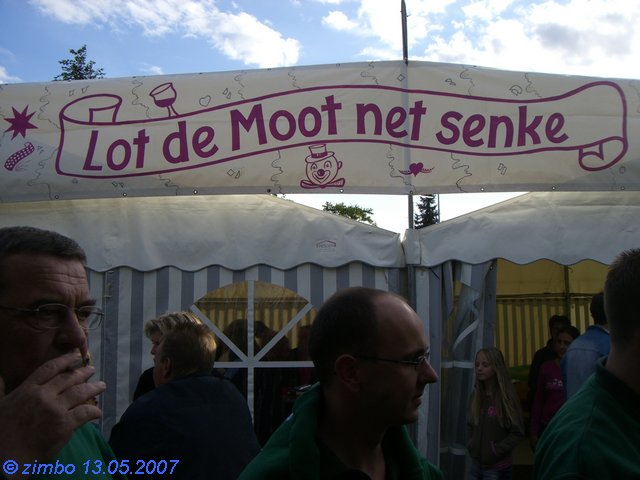 Lot de Moot net senke
© zimbo 13.05.2007